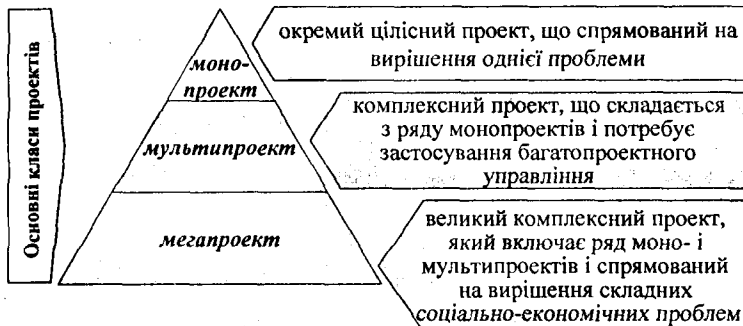 Основні класи проектів
моно-
проект
окремий цілісний проект, що спрямований на
вирішення однієї проблеми
мультипроект
комплексний проект, що складається
з ряду монопроектів і потребує
застосування багатопроектного
управління
мегапроект
великий комплексний проект,
який включає ряд моно- і
мультипроектів і спрямований
на вирішення складних
соціально-економічних проблем